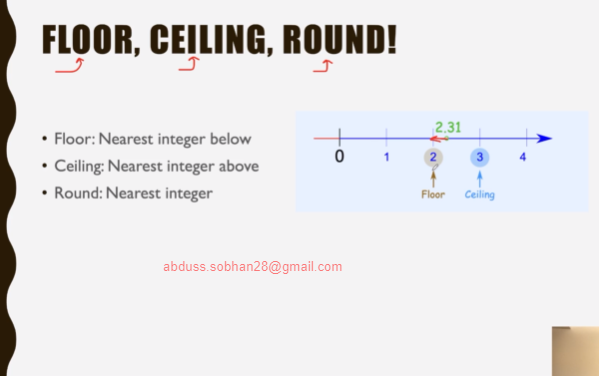 FLOOR, CEILING, ROUND!
• Floor: Nearest integer below
• Ceiling: Nearest integer above
• Round: Nearest integer
2.31
0 1 2 3 4
Floor Ceiling
abduss.sobhan28@gmail.com